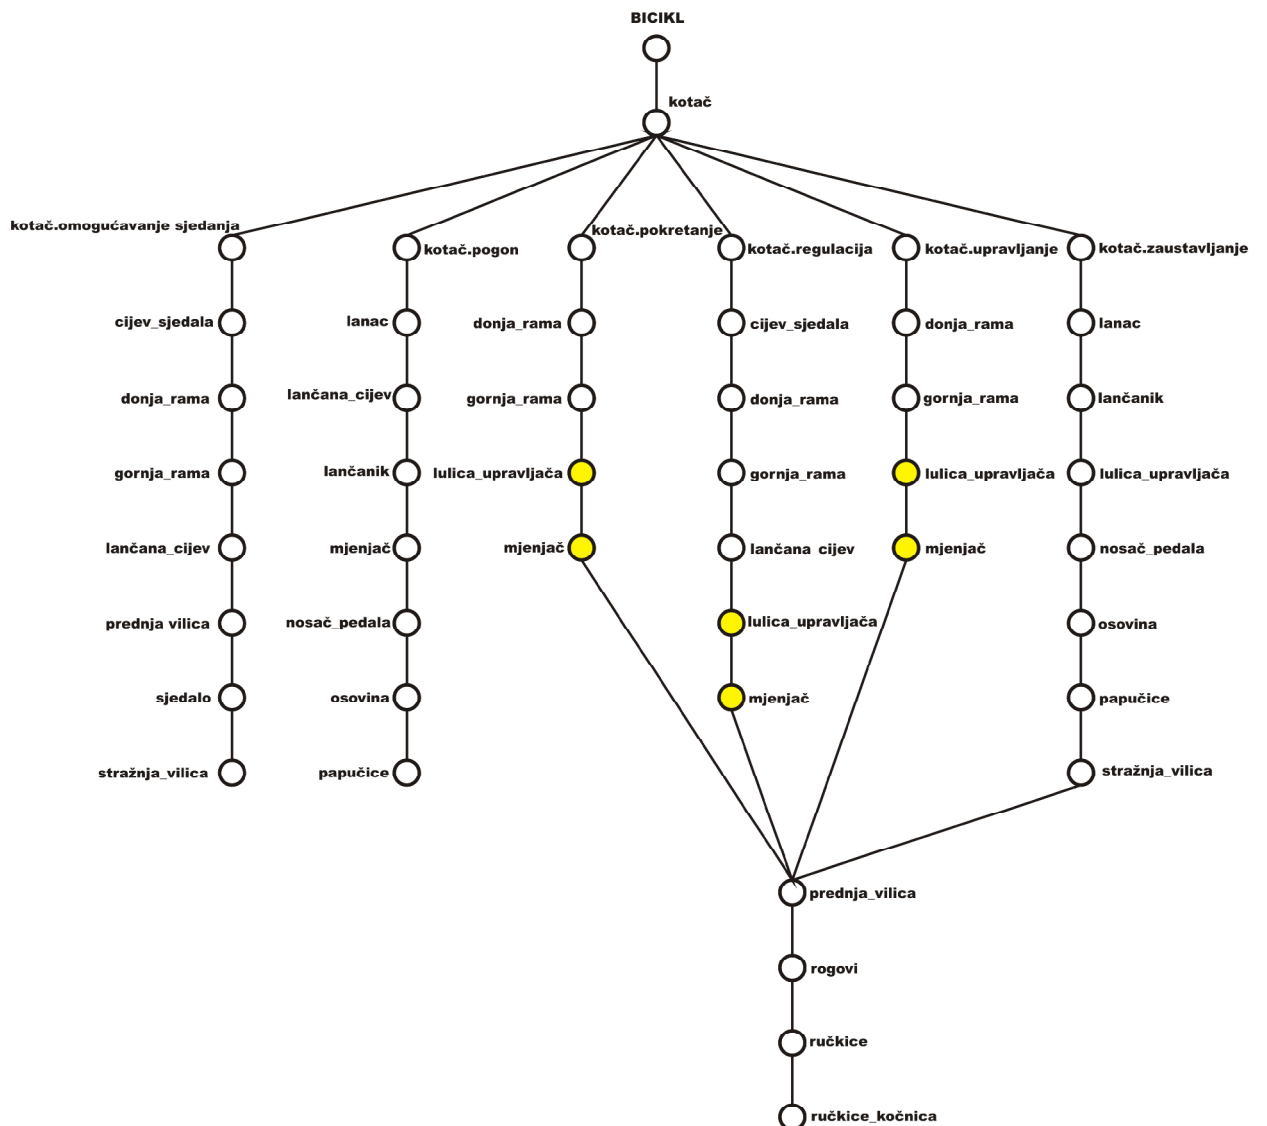 BICIKL
kotač
kotač.omogućavanje sjedanja
kotač.pogon
kotač.pokretanje
kotač.regulacija
kotač.upravljanje
kotač.zaustavljanje
cijev_sjedala
lanac
donja_rama
cijev_sjedala
donja_rama
lanac
donja_rama
lančana_cijev
gornja_rama
donja_rama
gornja_rama
lančanik
gornja_rama
lančanik
lulica_upravljača
gornja_rama
lulica_upravljača
lulica_upravljača
lančana_cijev
mjenjač
mjenjač
lančana cijev
mjenjač
nosač_pedala
prednja vilica
nosač_pedala
lulica_upravljača
osovina
sjedalo
osovina
mjenjač
papučice
stražnja_vilica
papučice
stražnja_vilica
prednja_vilica
rogovi
ručkice
ručkice_kočnica